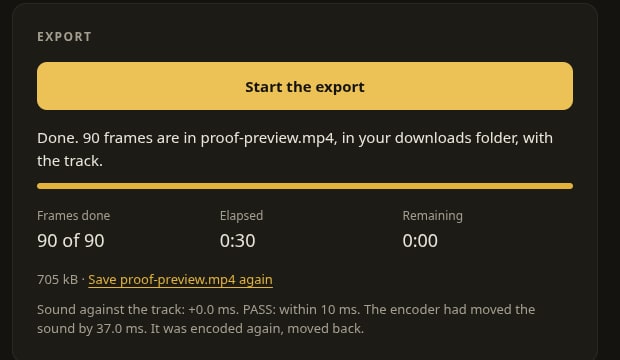 EXPORT
Start the export
Done. 90 frames are in proof-preview.mp4, in your downloads folder, with
the track.
Frames done
Elapsed
Remaining
90 of 90
0:30
0:00
705 kB · Save proof-preview.mp4 again
Sound against the track: +0.0 ms. PASS: within 10 ms. The encoder had moved the
sound by 37.0 ms. It was encoded again, moved back.